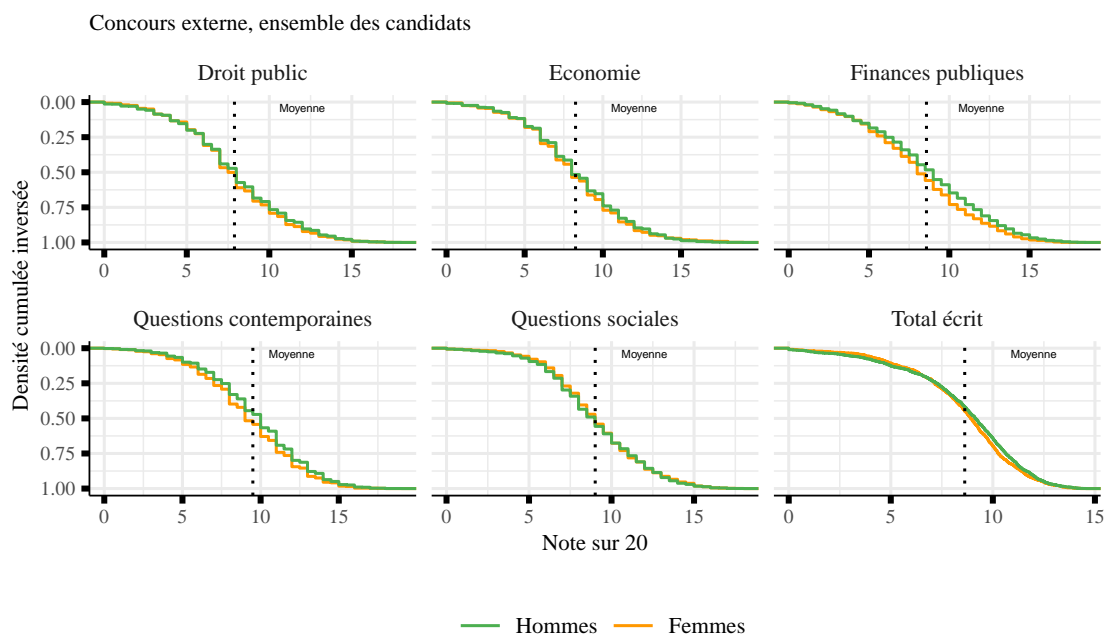 Concours externe, ensemble des candidats
Droit public
Economie
Finances publiques
Moyenne
Moyenne
Moyenne
0.00
0.25
0.50
0.75
1.00
0 5 10 15
0 5 10 15
5 10 15
Questions contemporaines
Questions sociales
Total écrit
Moyenne
Moyenne
Moyenne
0.00
0.25
0.50
0.75
1.00
0 5 10 15
0 5 10 15
0 5 10 15
Densité cumulée inversée
Note sur 20
Hommes Femmes